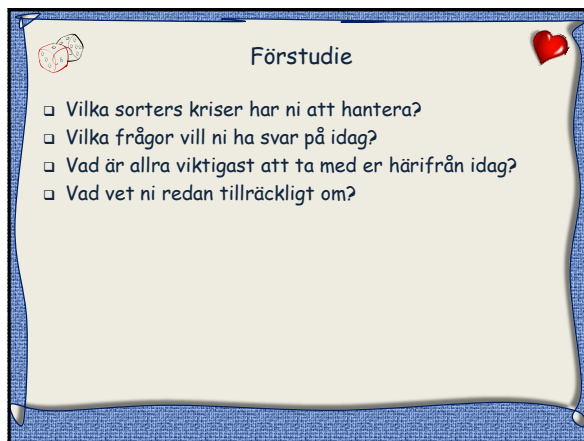 Förstudie
Vilka sorters kriser har ni att hantera?
Vilka frågor vill ni ha svar på idag?
Vad är allra viktigast att ta med er härifrån idag?
Vad vet ni redan tillräckligt om?